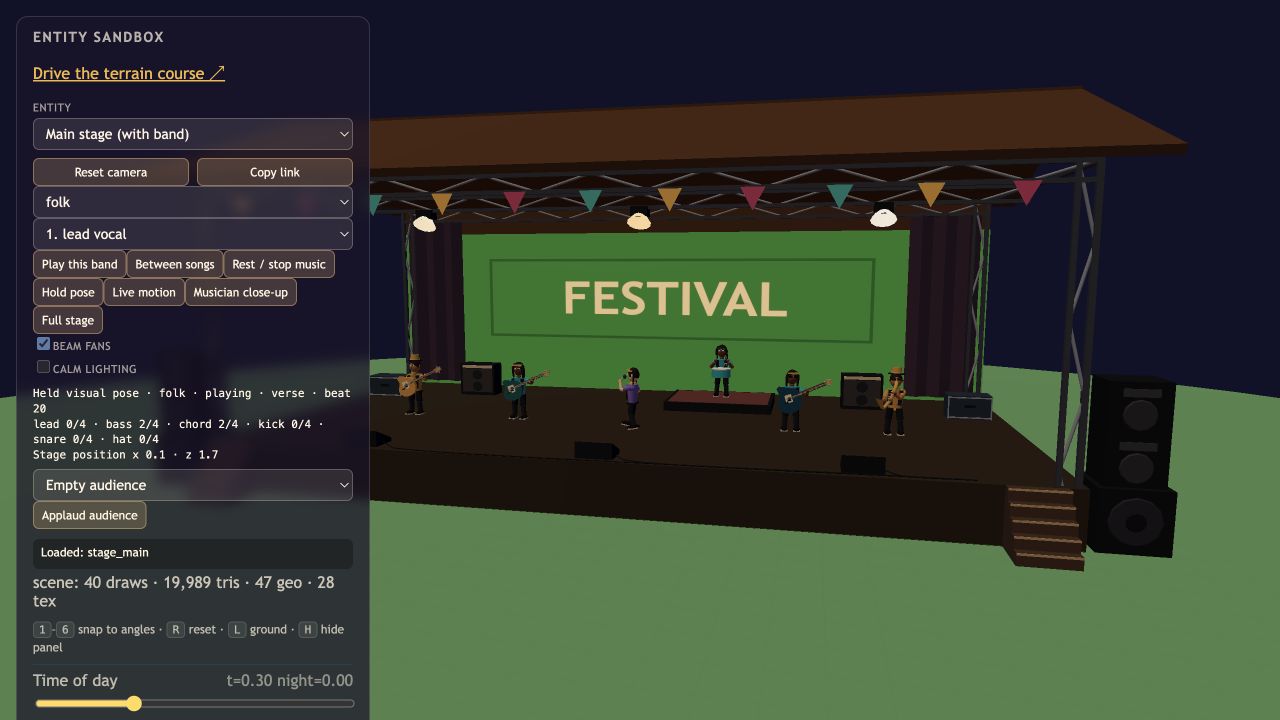 ENTITY SANDBOX
Drive the terrain course ↗
ENTITY
Main stage (with band)
Reset camera
Copy link
folk
1. lead vocal
Play this band
Between songs
Rest / stop music
Hold pose
Live motion
Musician close-up
Full stage
BEAM FANS
CALM LIGHTING
Held visual pose · folk · playing · verse · beat
20
lead 0/4 · bass 2/4 · chord 2/4 · kick 0/4 ·
snare 0/4 · hat 0/4
Stage position x 0.1 · z 1.7
Empty audience
Applaud audience
Loaded: stage_main
scene: 40 draws · 19,989 tris · 47 geo · 28
tex
1-6 snap to angles · R reset · L ground · H hide
panel
Time of day
t=0.30 night=0.00
FESTIVAL